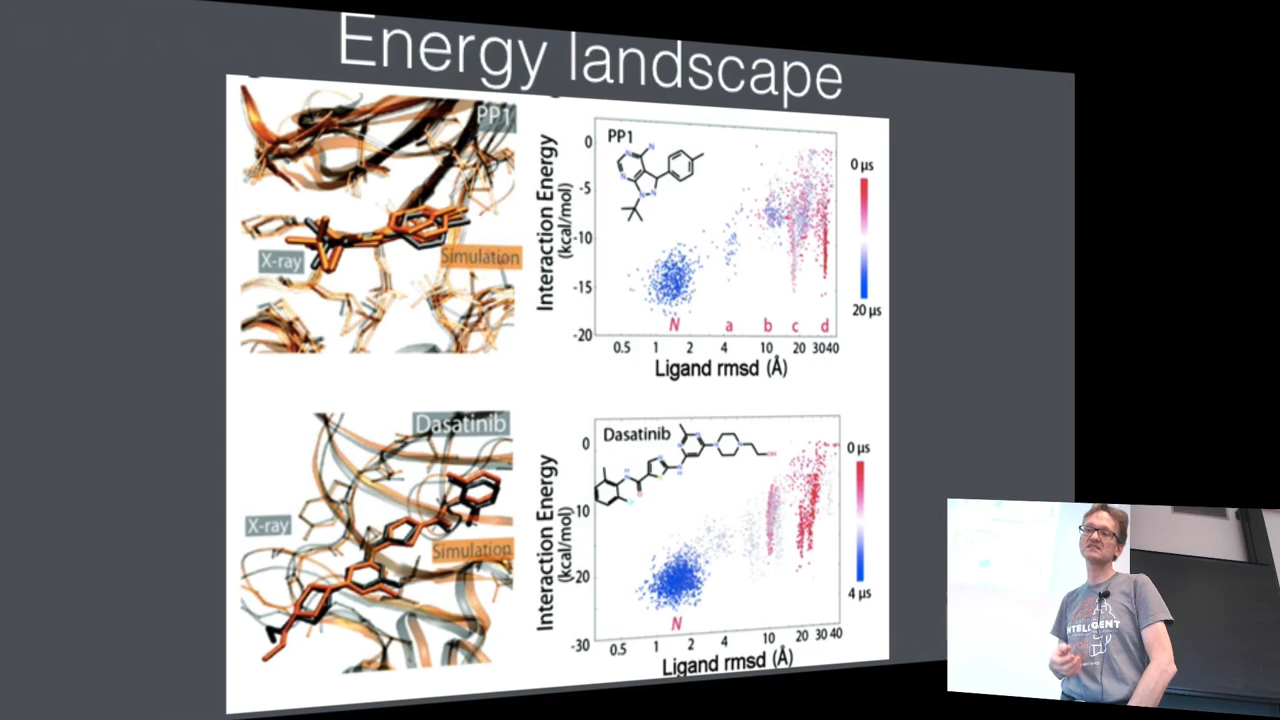 Energy landscape
PP1
X-ray
Simulation
PP1
Interaction Energy
(kcal/mol)
0
-5
-10
-15
-20
N
a
b
c
d
0.5 1 2 4 10 20 30 40
Ligand rmsd (Å)
0 µs
20 µs
Dasatinib
X-ray
Simulation
Dasatinib
Interaction Energy
(kcal/mol)
0
-10
-20
-30
N
0.5 1 2 4 10 20 30 40
Ligand rmsd (Å)
0 µs
4 µs